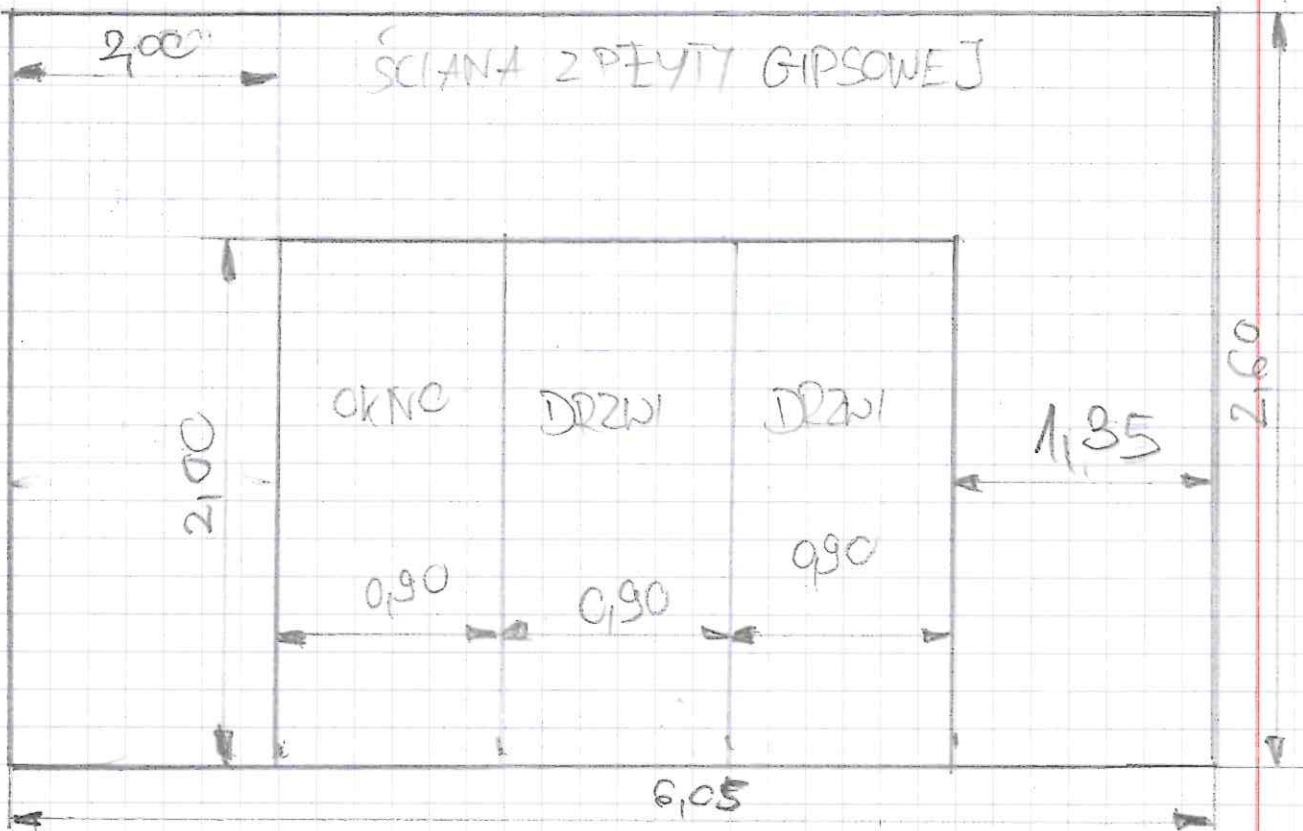 2,00
ŚCIANA Z PŁYTY GIPSOWEJ
OKNO
DRZWI
DRZWI
2,00
1,35
2,60
0,90
0,90
0,90
6,05